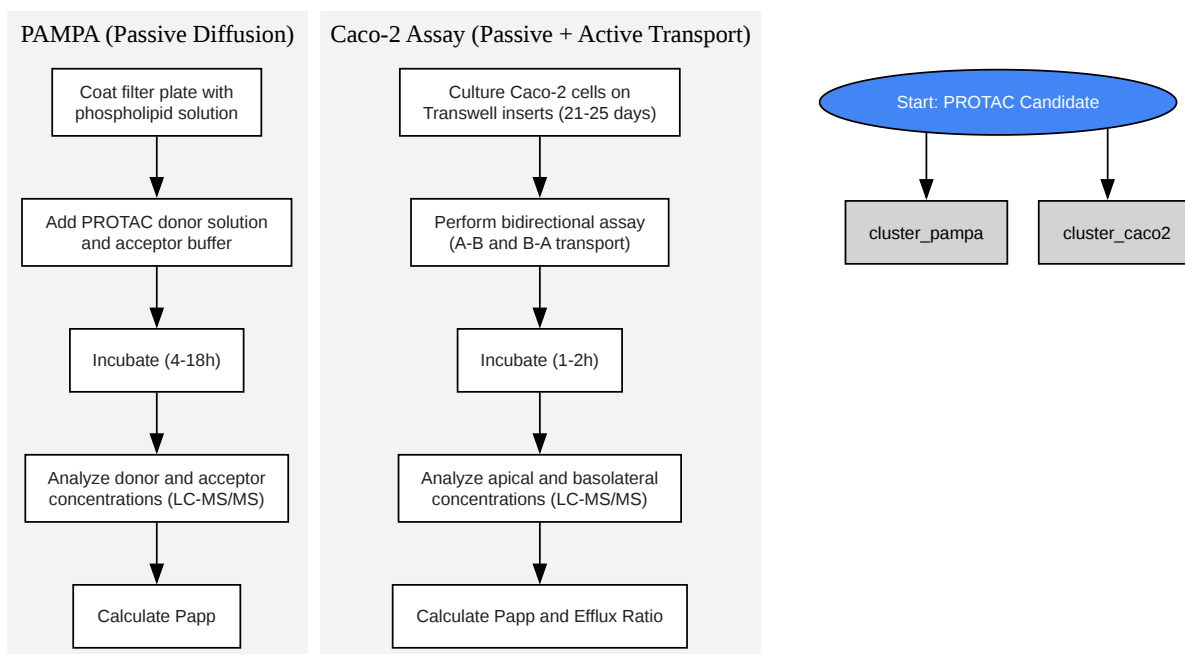 PAMPA (Passive Diffusion)
Coat filter plate with
phospholipid solution
Add PROTAC donor solution
and acceptor buffer
Incubate (4-18h)
Analyze donor and acceptor
concentrations (LC-MS/MS)
Calculate Papp
Caco-2 Assay (Passive + Active Transport)
Culture Caco-2 cells on
Transwell inserts (21-25 days)
Perform bidirectional assay
(A-B and B-A transport)
Incubate (1-2h)
Analyze apical and basolateral
concentrations (LC-MS/MS)
Calculate Papp and Efflux Ratio
Start: PROTAC Candidate
cluster_pampa
cluster_caco2